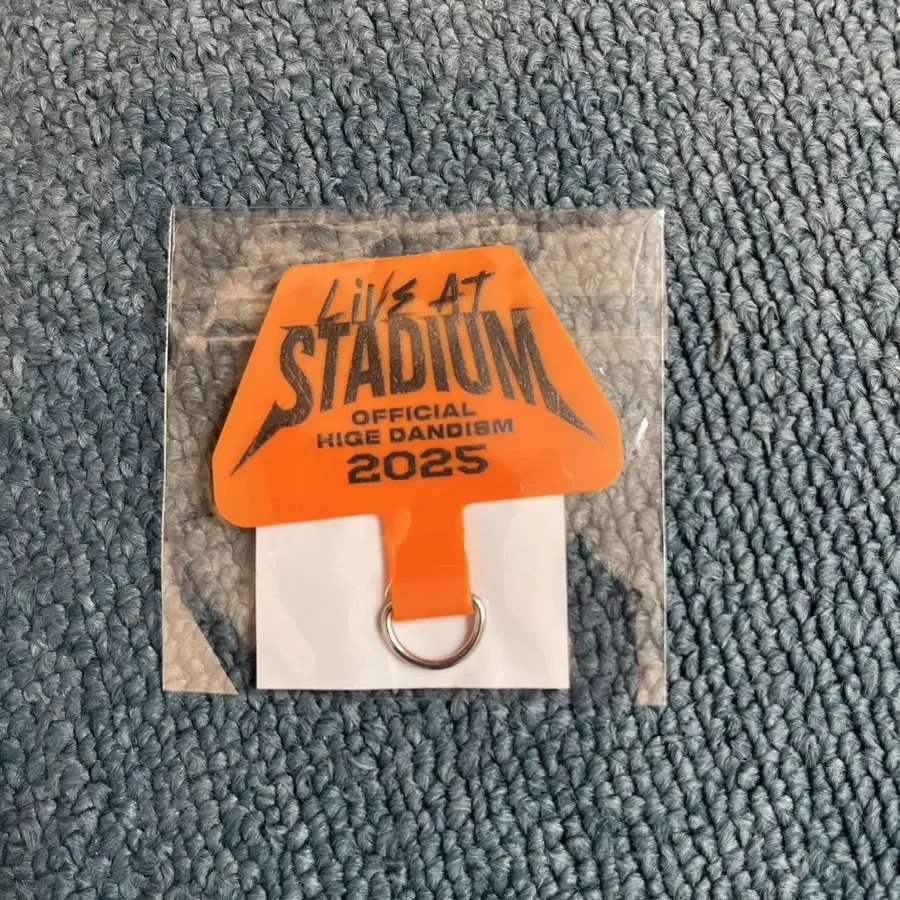 LiVE AT
STADIUM
OFFICIAL
HIGE DANDISM
2025